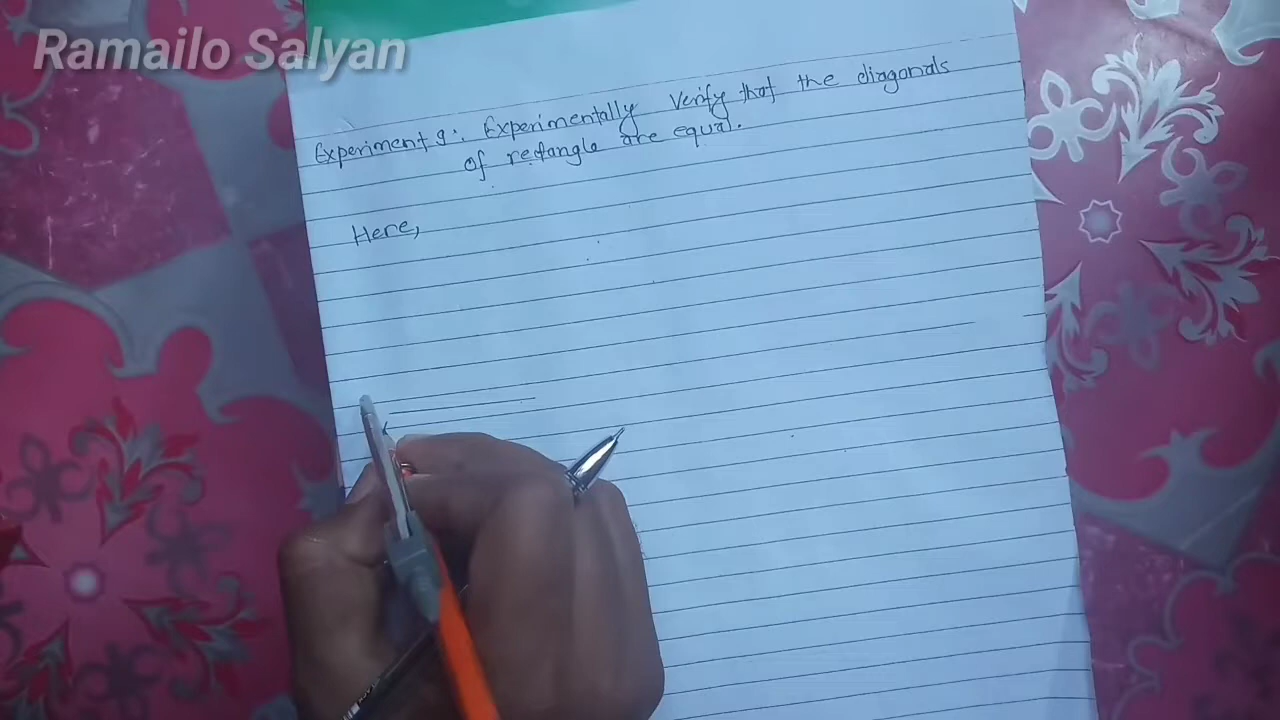 Ramailo Salyan
Experiment 9:. Experimentally Verify that the diagonals
of rectangle are equal.
Here,